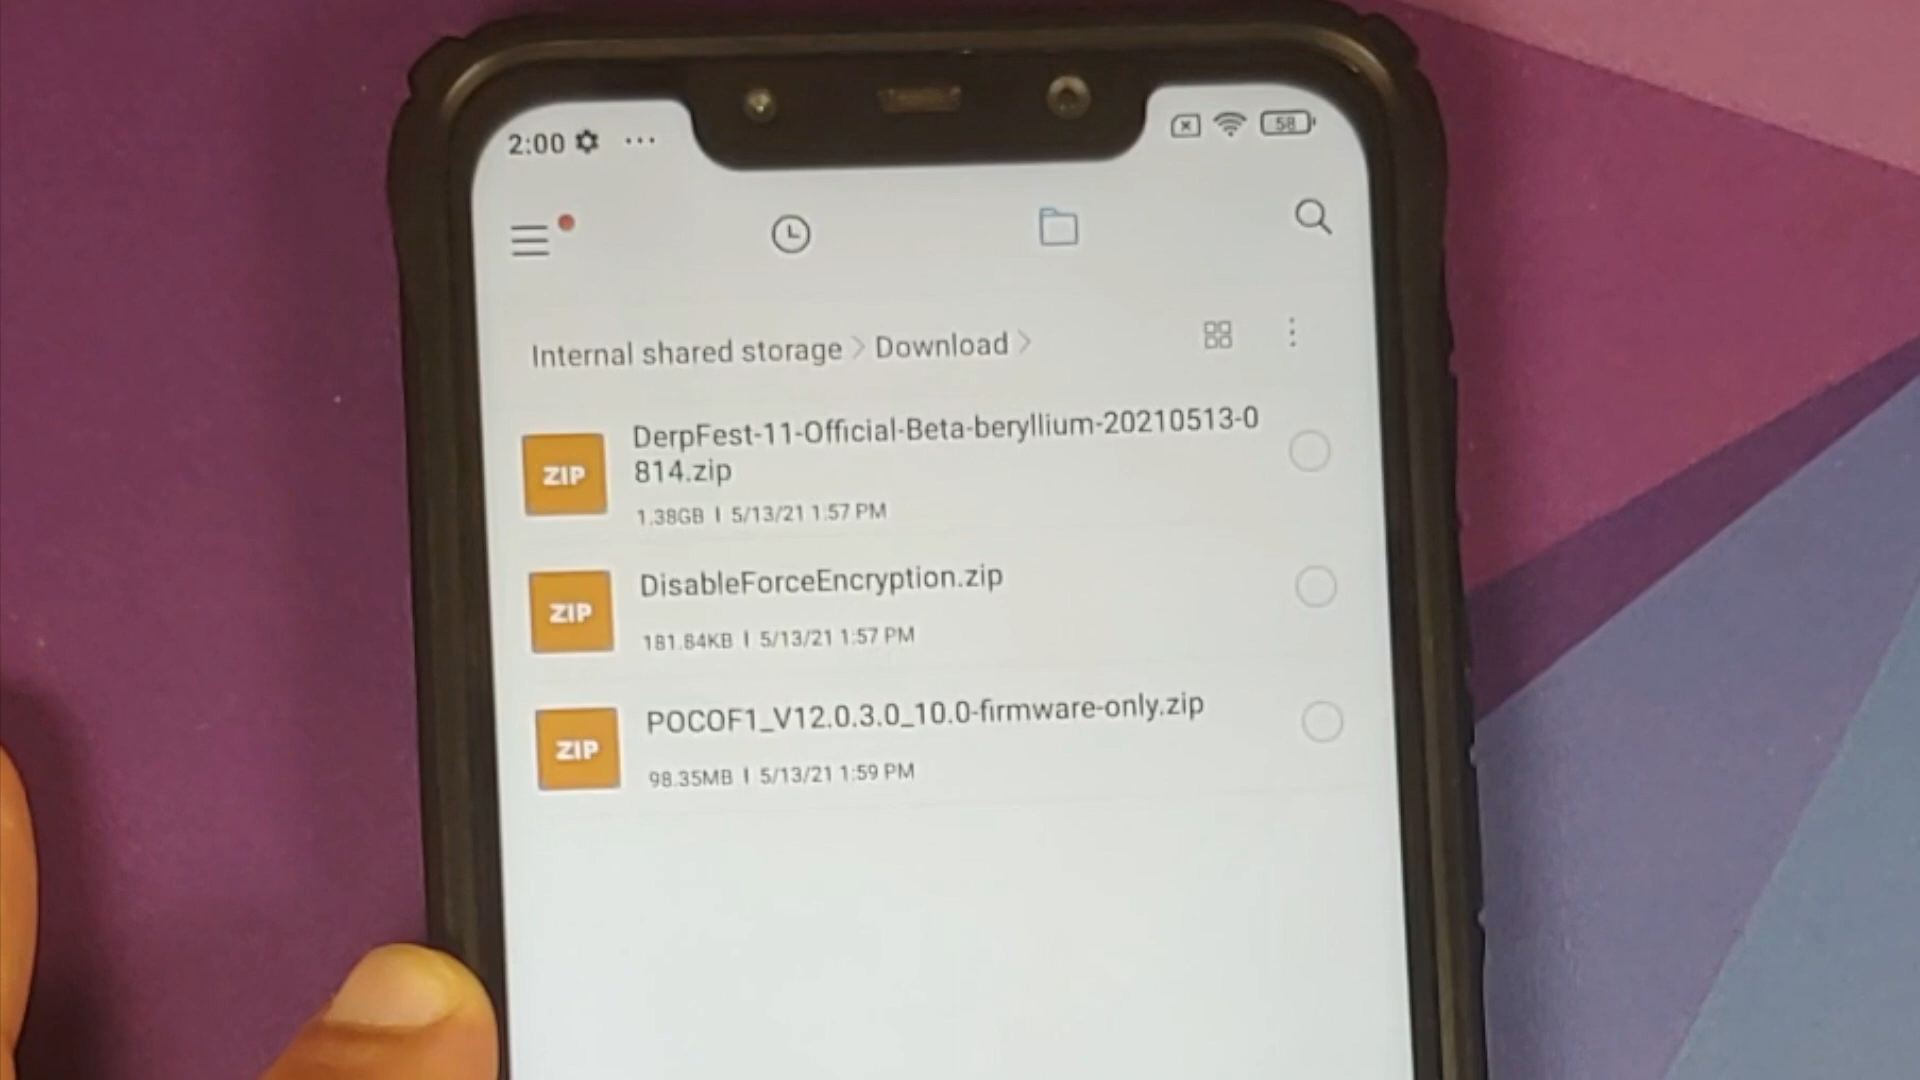 2:00 ...
58
Internal shared storage > Download >
ZIP
DerpFest-11-Official-Beta-beryllium-20210513-0
814.zip
1.38GB | 5/13/21 1:57 PM
ZIP
DisableForceEncryption.zip
181.84KB | 5/13/21 1:57 PM
ZIP
POCOF1_V12.0.3.0_10.0-firmware-only.zip
98.35MB | 5/13/21 1:59 PM